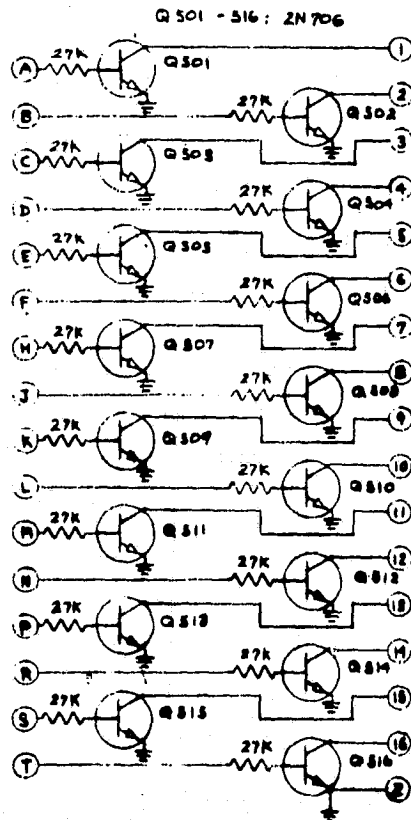 Q501 - 516: 2N706
1
A 27K Q501
2
B 27K Q502
3
C 27K Q503
4
D 27K Q504
5
E 27K Q505
6
F 27K Q506
7
H 27K Q507
8
J 27K Q508
9
K 27K Q509
10
L 27K Q510
11
M 27K Q511
12
N 27K Q512
13
P 27K Q513
14
R 27K Q514
15
S 27K Q515
16
T 27K Q516